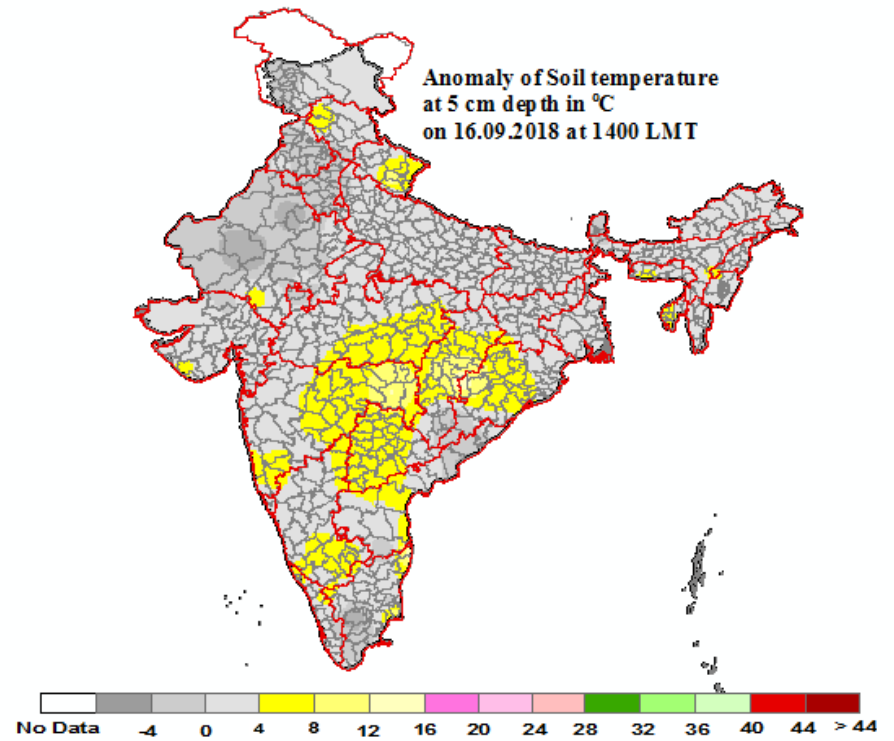 Anomaly of Soil temperature
at 5 cm depth in ⁰C
on 16.09.2018 at 1400 LMT
No Data -4 0 4 8 12 16 20 24 28 32 36 40 44 > 44